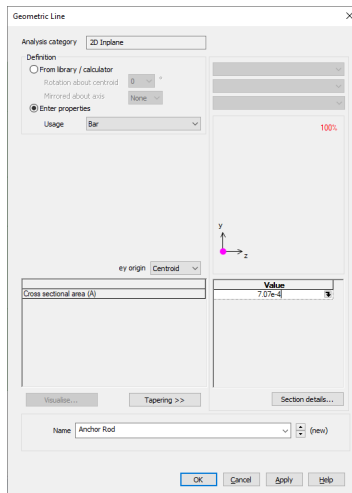 Geometric Line
Analysis category 2D Inplane
Definition
From library / calculator
Rotation about centroid 0 °
Mirrored about axis None
Enter properties
Usage Bar
100%
y
z
ey origin Centroid
Value
Cross sectional area (A) 7.07e-4
Visualise... Tapering >> Section details...
Name Anchor Rod (new)
OK Cancel Apply Help